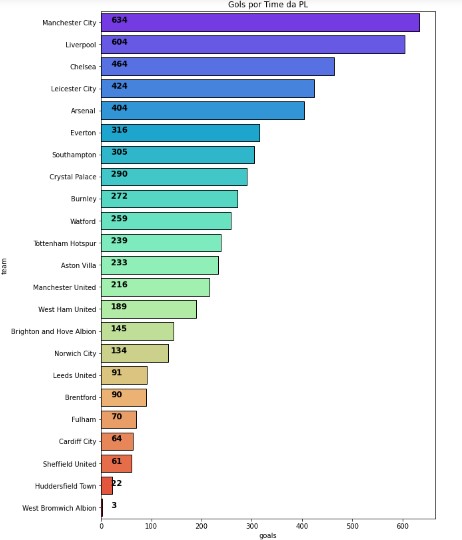 Gols por Time da PL
Manchester City 634
Liverpool 604
Chelsea 464
Leicester City 424
Arsenal 404
Everton 316
Southampton 305
Crystal Palace 290
Burnley 272
Watford 259
Tottenham Hotspur 239
Aston Villa 233
Manchester United 216
West Ham United 189
Brighton and Hove Albion 145
Norwich City 134
Leeds United 91
Brentford 90
Fulham 70
Cardiff City 64
Sheffield United 61
Huddersfield Town 22
West Bromwich Albion 3
team
0 100 200 300 400 500 600
goals